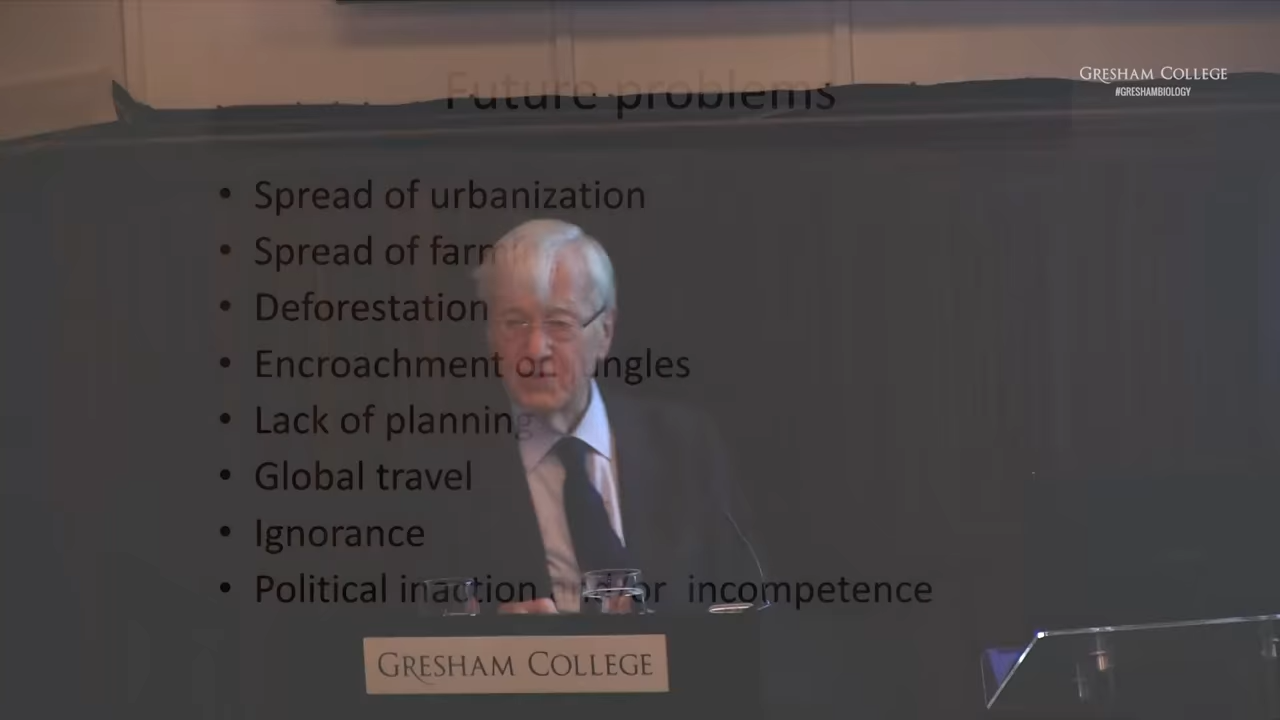 GRESHAM COLLEGE
#GRESHAMBIOLOGY
Future problems
• Spread of urbanization
• Spread of
• Deforestation
• Encroachment
• Lack of planning
• Global travel
• Ignorance
• Political inaction incompetence
GRESHAM COLLEGE